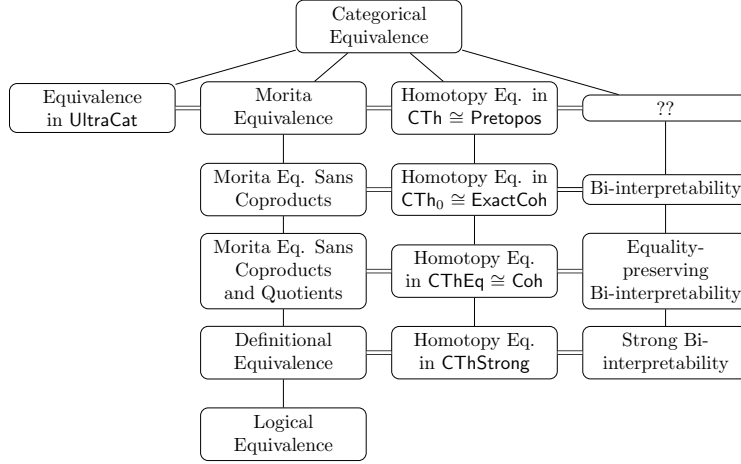 Categorical
Equivalence
Equivalence
in UltraCat
Morita
Equivalence
Homotopy Eq. in
CTh ≅ Pretopos
??
Morita Eq. Sans
Coproducts
Homotopy Eq. in
CTh₀ ≅ ExactCoh
Bi-interpretability
Morita Eq. Sans
Coproducts
and Quotients
Homotopy Eq.
in CThEq ≅ Coh
Equality-
preserving
Bi-interpretability
Definitional
Equivalence
Homotopy Eq.
in CThStrong
Strong Bi-
interpretability
Logical
Equivalence